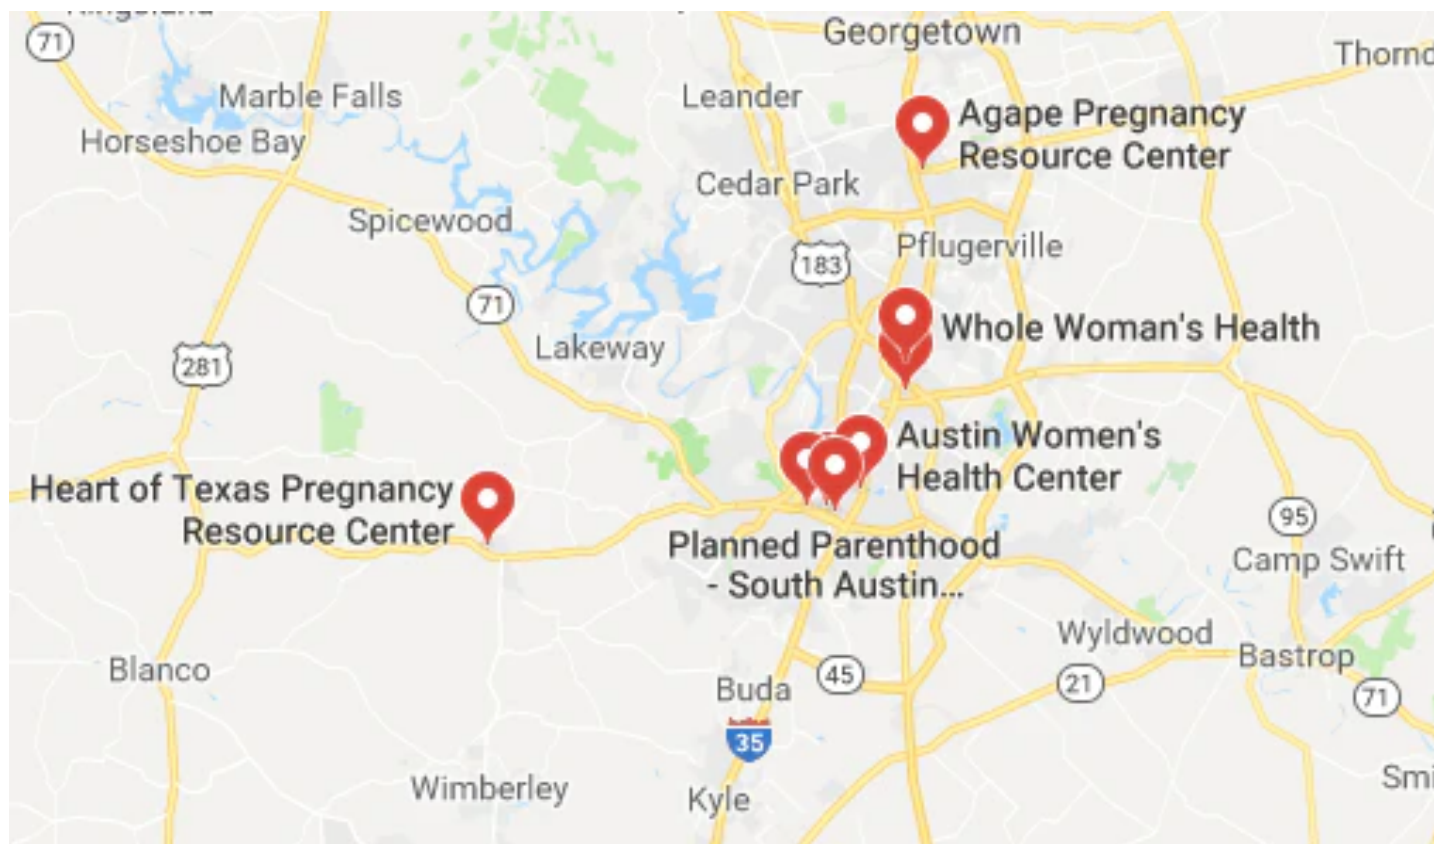 71
Georgetown
Marble Falls
Leander
Horseshoe Bay
Agape Pregnancy
Resource Center
Cedar Park
Spicewood
Pflugerville
183
71
Whole Woman's Health
Lakeway
281
Austin Women's
Health Center
Heart of Texas Pregnancy
Resource Center
95
Planned Parenthood
- South Austin...
Camp Swift
Wyldwood
Bastrop
Blanco
Buda
45
21
71
35
Wimberley
Kyle